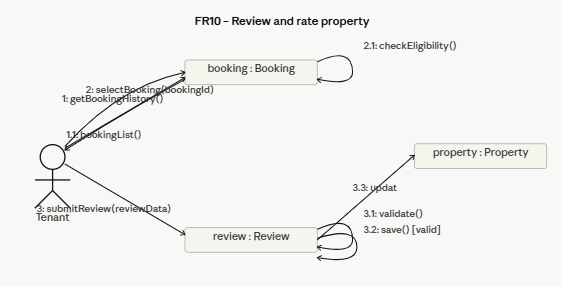 FR10 – Review and rate property
2.1: checkEligibility()
booking : Booking
2: selectBooking(bookingId)
1: getBookingHistory()
1.1: bookingList()
property : Property
3.3: updat
3: submitReview(reviewData)
Tenant
3.1: validate()
3.2: save() [valid]
review : Review